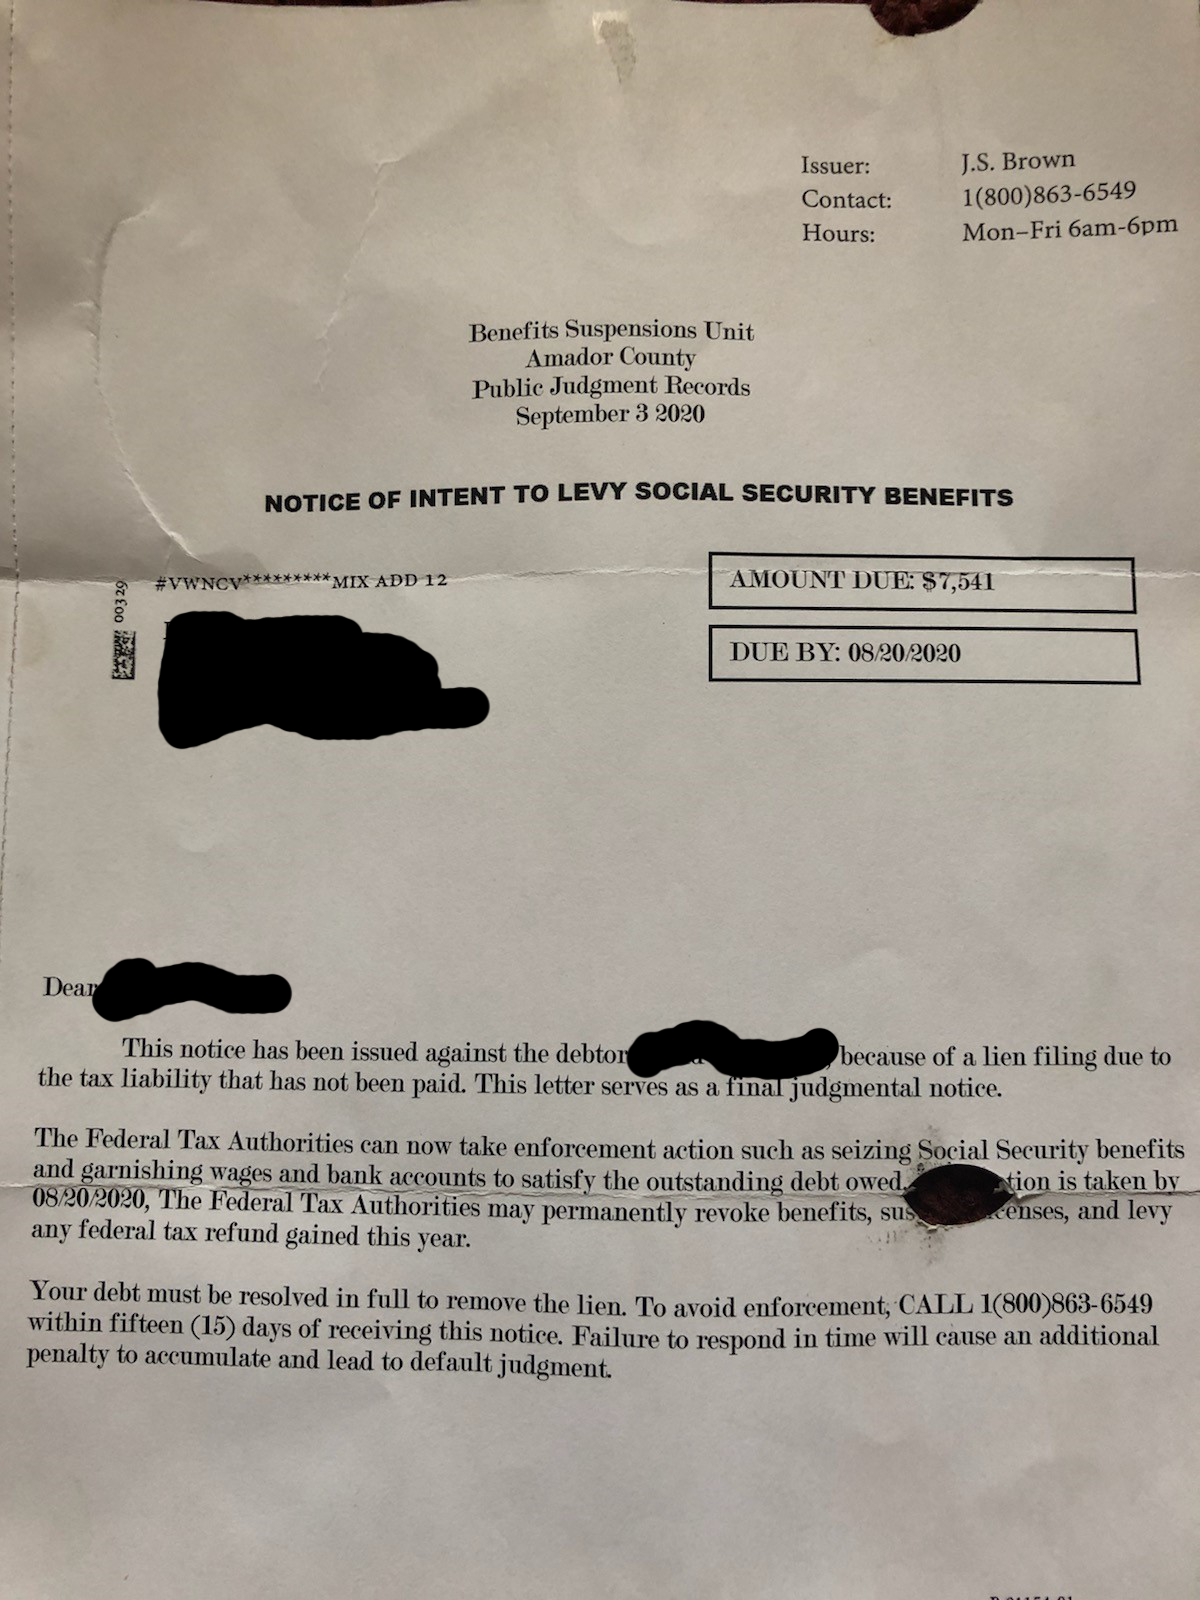 Issuer: J.S. Brown
Contact: 1(800)863-6549
Hours: Mon–Fri 6am-6pm
Benefits Suspensions Unit
Amador County
Public Judgment Records
September 3 2020
NOTICE OF INTENT TO LEVY SOCIAL SECURITY BENEFITS
00329
#VWNCV*********MIX ADD 12
AMOUNT DUE: $7,541
DUE BY: 08/20/2020
Dear
This notice has been issued against the debtor because of a lien filing due to
the tax liability that has not been paid. This letter serves as a final judgmental notice.
The Federal Tax Authorities can now take enforcement action such as seizing Social Security benefits
and garnishing wages and bank accounts to satisfy the outstanding debt owed. tion is taken by
08/20/2020, The Federal Tax Authorities may permanently revoke benefits, sus enses, and levy
any federal tax refund gained this year.
Your debt must be resolved in full to remove the lien. To avoid enforcement, CALL 1(800)863-6549
within fifteen (15) days of receiving this notice. Failure to respond in time will cause an additional
penalty to accumulate and lead to default judgment.